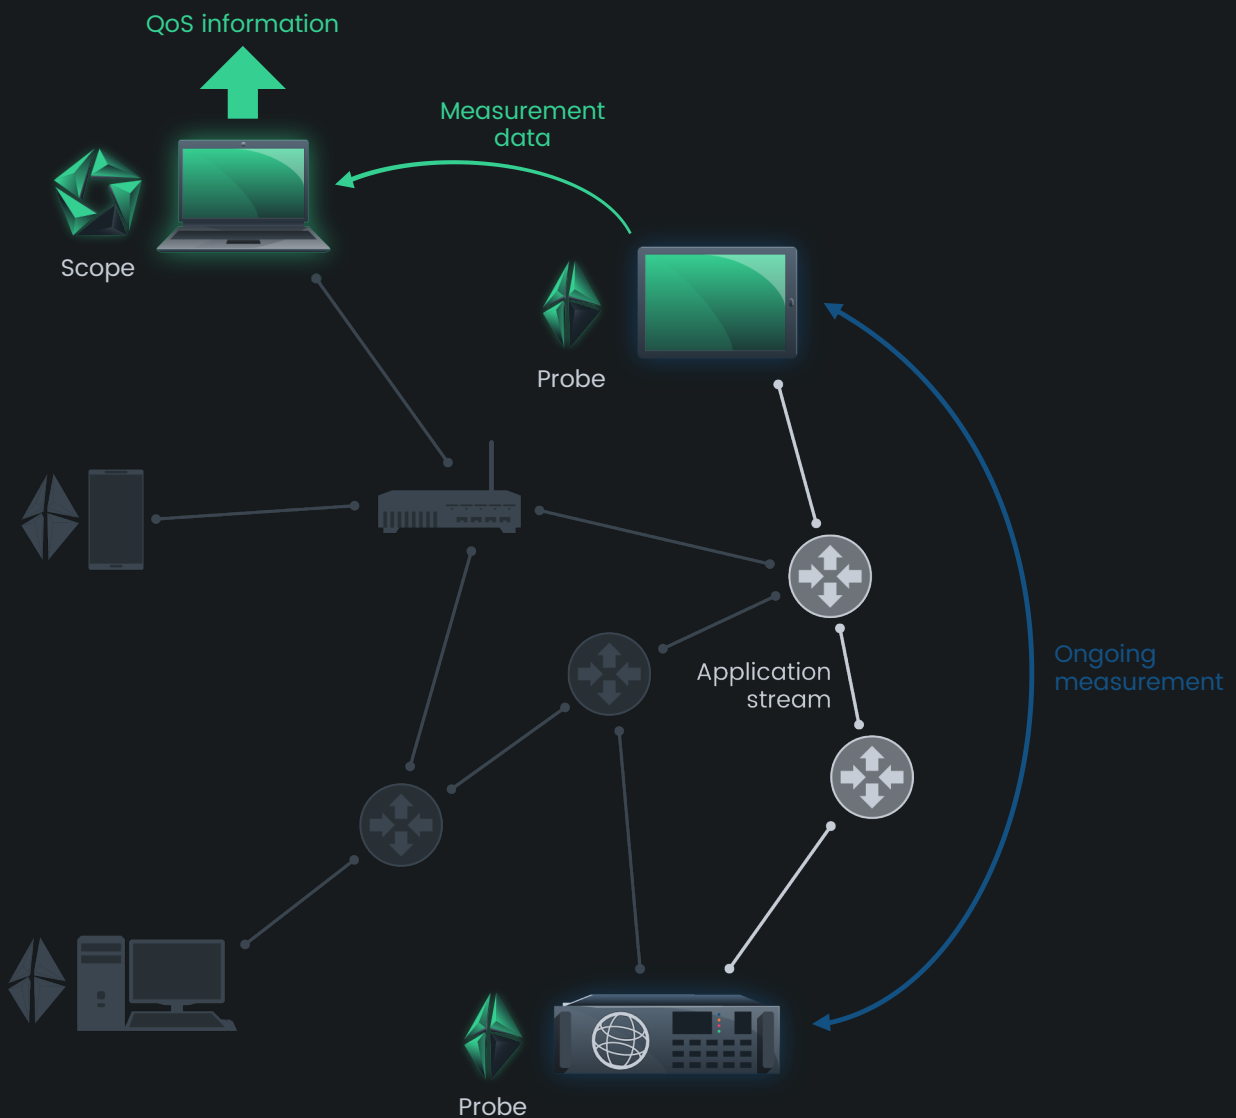 QoS information
Measurement
data
Scope
Probe
Application
stream
Ongoing
measurement
Probe